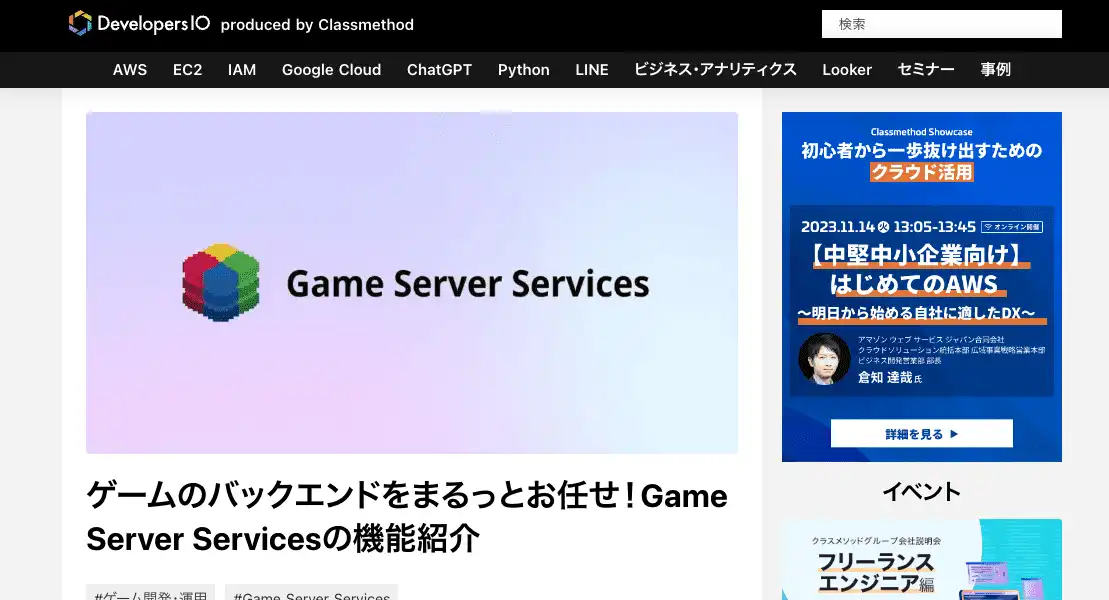 DevelopersIO produced by Classmethod
検索
AWS EC2 IAM Google Cloud ChatGPT Python LINE ビジネス・アナリティクス Looker セミナー 事例
Game Server Services
ゲームのバックエンドをまるっとお任せ！Game
Server Servicesの機能紹介
#ゲーム開発・運用 #Game Server Services
Classmethod Showcase
初心者から一歩抜け出すための
クラウド活用
2023.11.14 火 13:05-13:45 オンライン開催
【中堅中小企業向け】
はじめてのAWS
〜明日から始める自社に適したDX〜
アマゾン ウェブ サービス ジャパン合同会社
クラウドソリューション統括本部 広域事業戦略営業本部
ビジネス開発営業部 部長
倉知 達哉 氏
詳細を見る ▶
イベント
クラスメソッドグループ会社説明会
フリーランス
エンジニア編